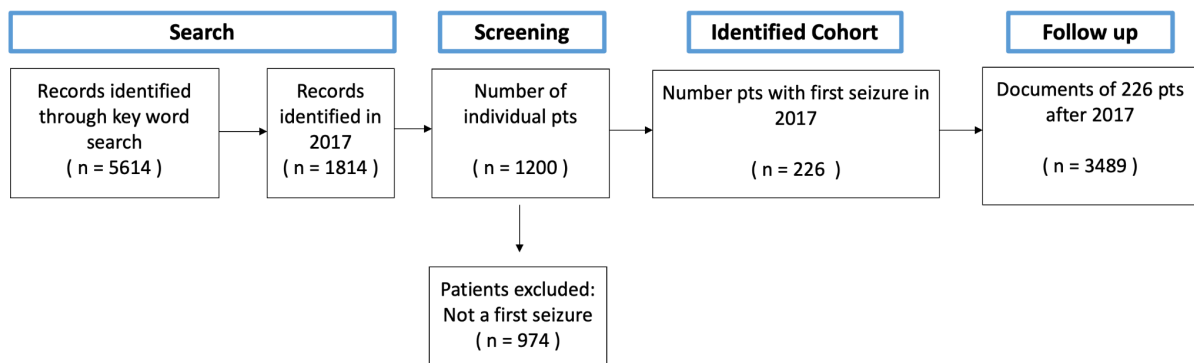 Search
Screening
Identified Cohort
Follow up
Records identified
through key word
search
( n = 5614 )
Records
identified in
2017
( n = 1814 )
Number of
individual pts
( n = 1200 )
Number pts with first seizure in
2017
( n = 226  )
Documents of 226 pts
after 2017
( n = 3489 )
Patients excluded:
Not a first seizure
( n = 974 )